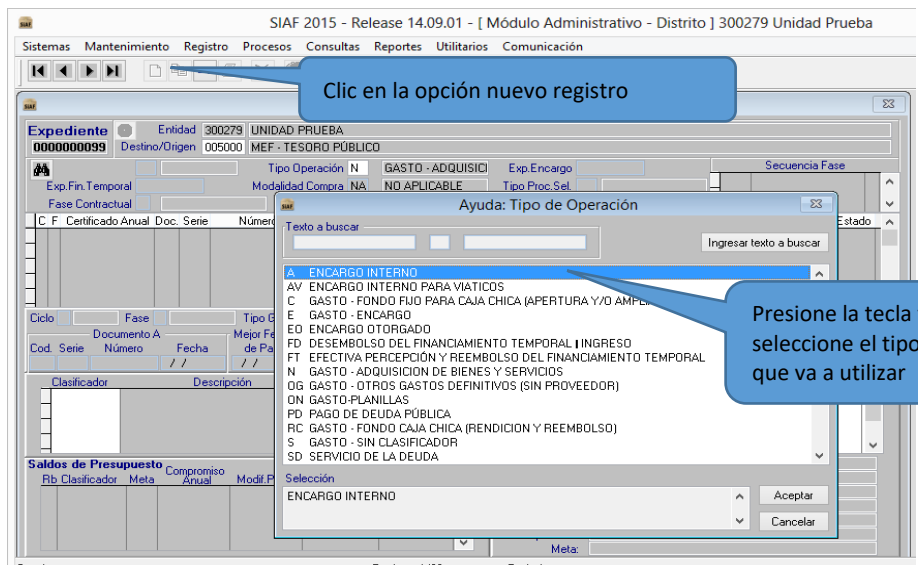 SIAF 2015 - Release 14.09.01 - [ Módulo Administrativo - Distrito ] 300279 Unidad Prueba
Sistemas Mantenimiento Registro Procesos Consultas Reportes Utilitarios Comunicación
Clic en la opción nuevo registro
Expediente Entidad 300279 UNIDAD PRUEBA
0000000099 Destino/Origen 005000 MEF - TESORO PÚBLICO
Tipo Operación N GASTO - ADQUISICI Exp.Encargo Secuencia Fase
Exp.Fin.Temporal Modalidad Compra NA NO APLICABLE Tipo Proc.Sel.
Fase Contractual
C F Certificado Anual Doc. Serie Número Estado
Ayuda: Tipo de Operación
Texto a buscar
Ingresar texto a buscar
A ENCARGO INTERNO
AV ENCARGO INTERNO PARA VIATICOS
C GASTO - FONDO FIJO PARA CAJA CHICA (APERTURA Y/O AMPL
E GASTO - ENCARGO
EO ENCARGO OTORGADO
FD DESEMBOLSO DEL FINANCIAMIENTO TEMPORAL | INGRESO
FT EFECTIVA PERCEPCIÓN Y REEMBOLSO DEL FINANCIAMIENTO TEMPORAL
N GASTO - ADQUISICION DE BIENES Y SERVICIOS
OG GASTO - OTROS GASTOS DEFINITIVOS (SIN PROVEEDOR)
ON GASTO-PLANILLAS
PD PAGO DE DEUDA PÚBLICA
RC GASTO - FONDO CAJA CHICA (RENDICION Y REEMBOLSO)
S GASTO - SIN CLASIFICADOR
SD SERVICIO DE LA DEUDA
Selección
ENCARGO INTERNO
Aceptar
Cancelar
Presione la tecla
seleccione el tipo
que va a utilizar
Ciclo Fase Tipo G
Documento A Mejor Fe
Cod. Serie Número Fecha de Pa
/ / / /
Clasificador Descripción
Saldos de Presupuesto
Rb Clasificador Meta Compromiso Anual Modif.P
Meta: